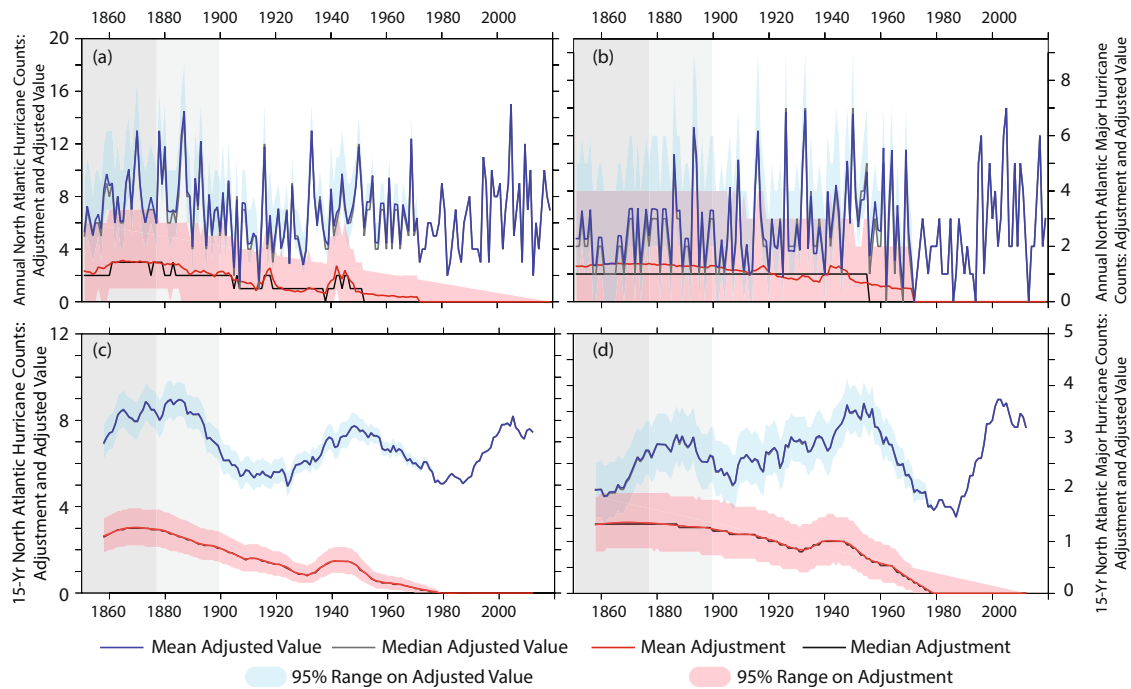 1860 1880 1900 1920 1940 1960 1980 2000
1860 1880 1900 1920 1940 1960 1980 2000
Annual North Atlantic Hurricane Counts:
Adjustment and Adjusted Value
20
16
12
8
4
0
(a)
(b)
8
6
4
2
0
Annual North Atlantic Major Hurricane
Counts: Adjustment and Adjusted Value
15-Yr North Atlantic Hurricane Counts:
Adjustment and Adjusted Value
12
8
4
0
(c)
(d)
5
4
3
2
1
0
15-Yr North Atlantic Major Hurricane Counts:
Adjustment and Adjusted Value
1860 1880 1900 1920 1940 1960 1980 2000
1860 1880 1900 1920 1940 1960 1980 2000
Mean Adjusted Value Median Adjusted Value Mean Adjustment Median Adjustment
95% Range on Adjusted Value 95% Range on Adjustment